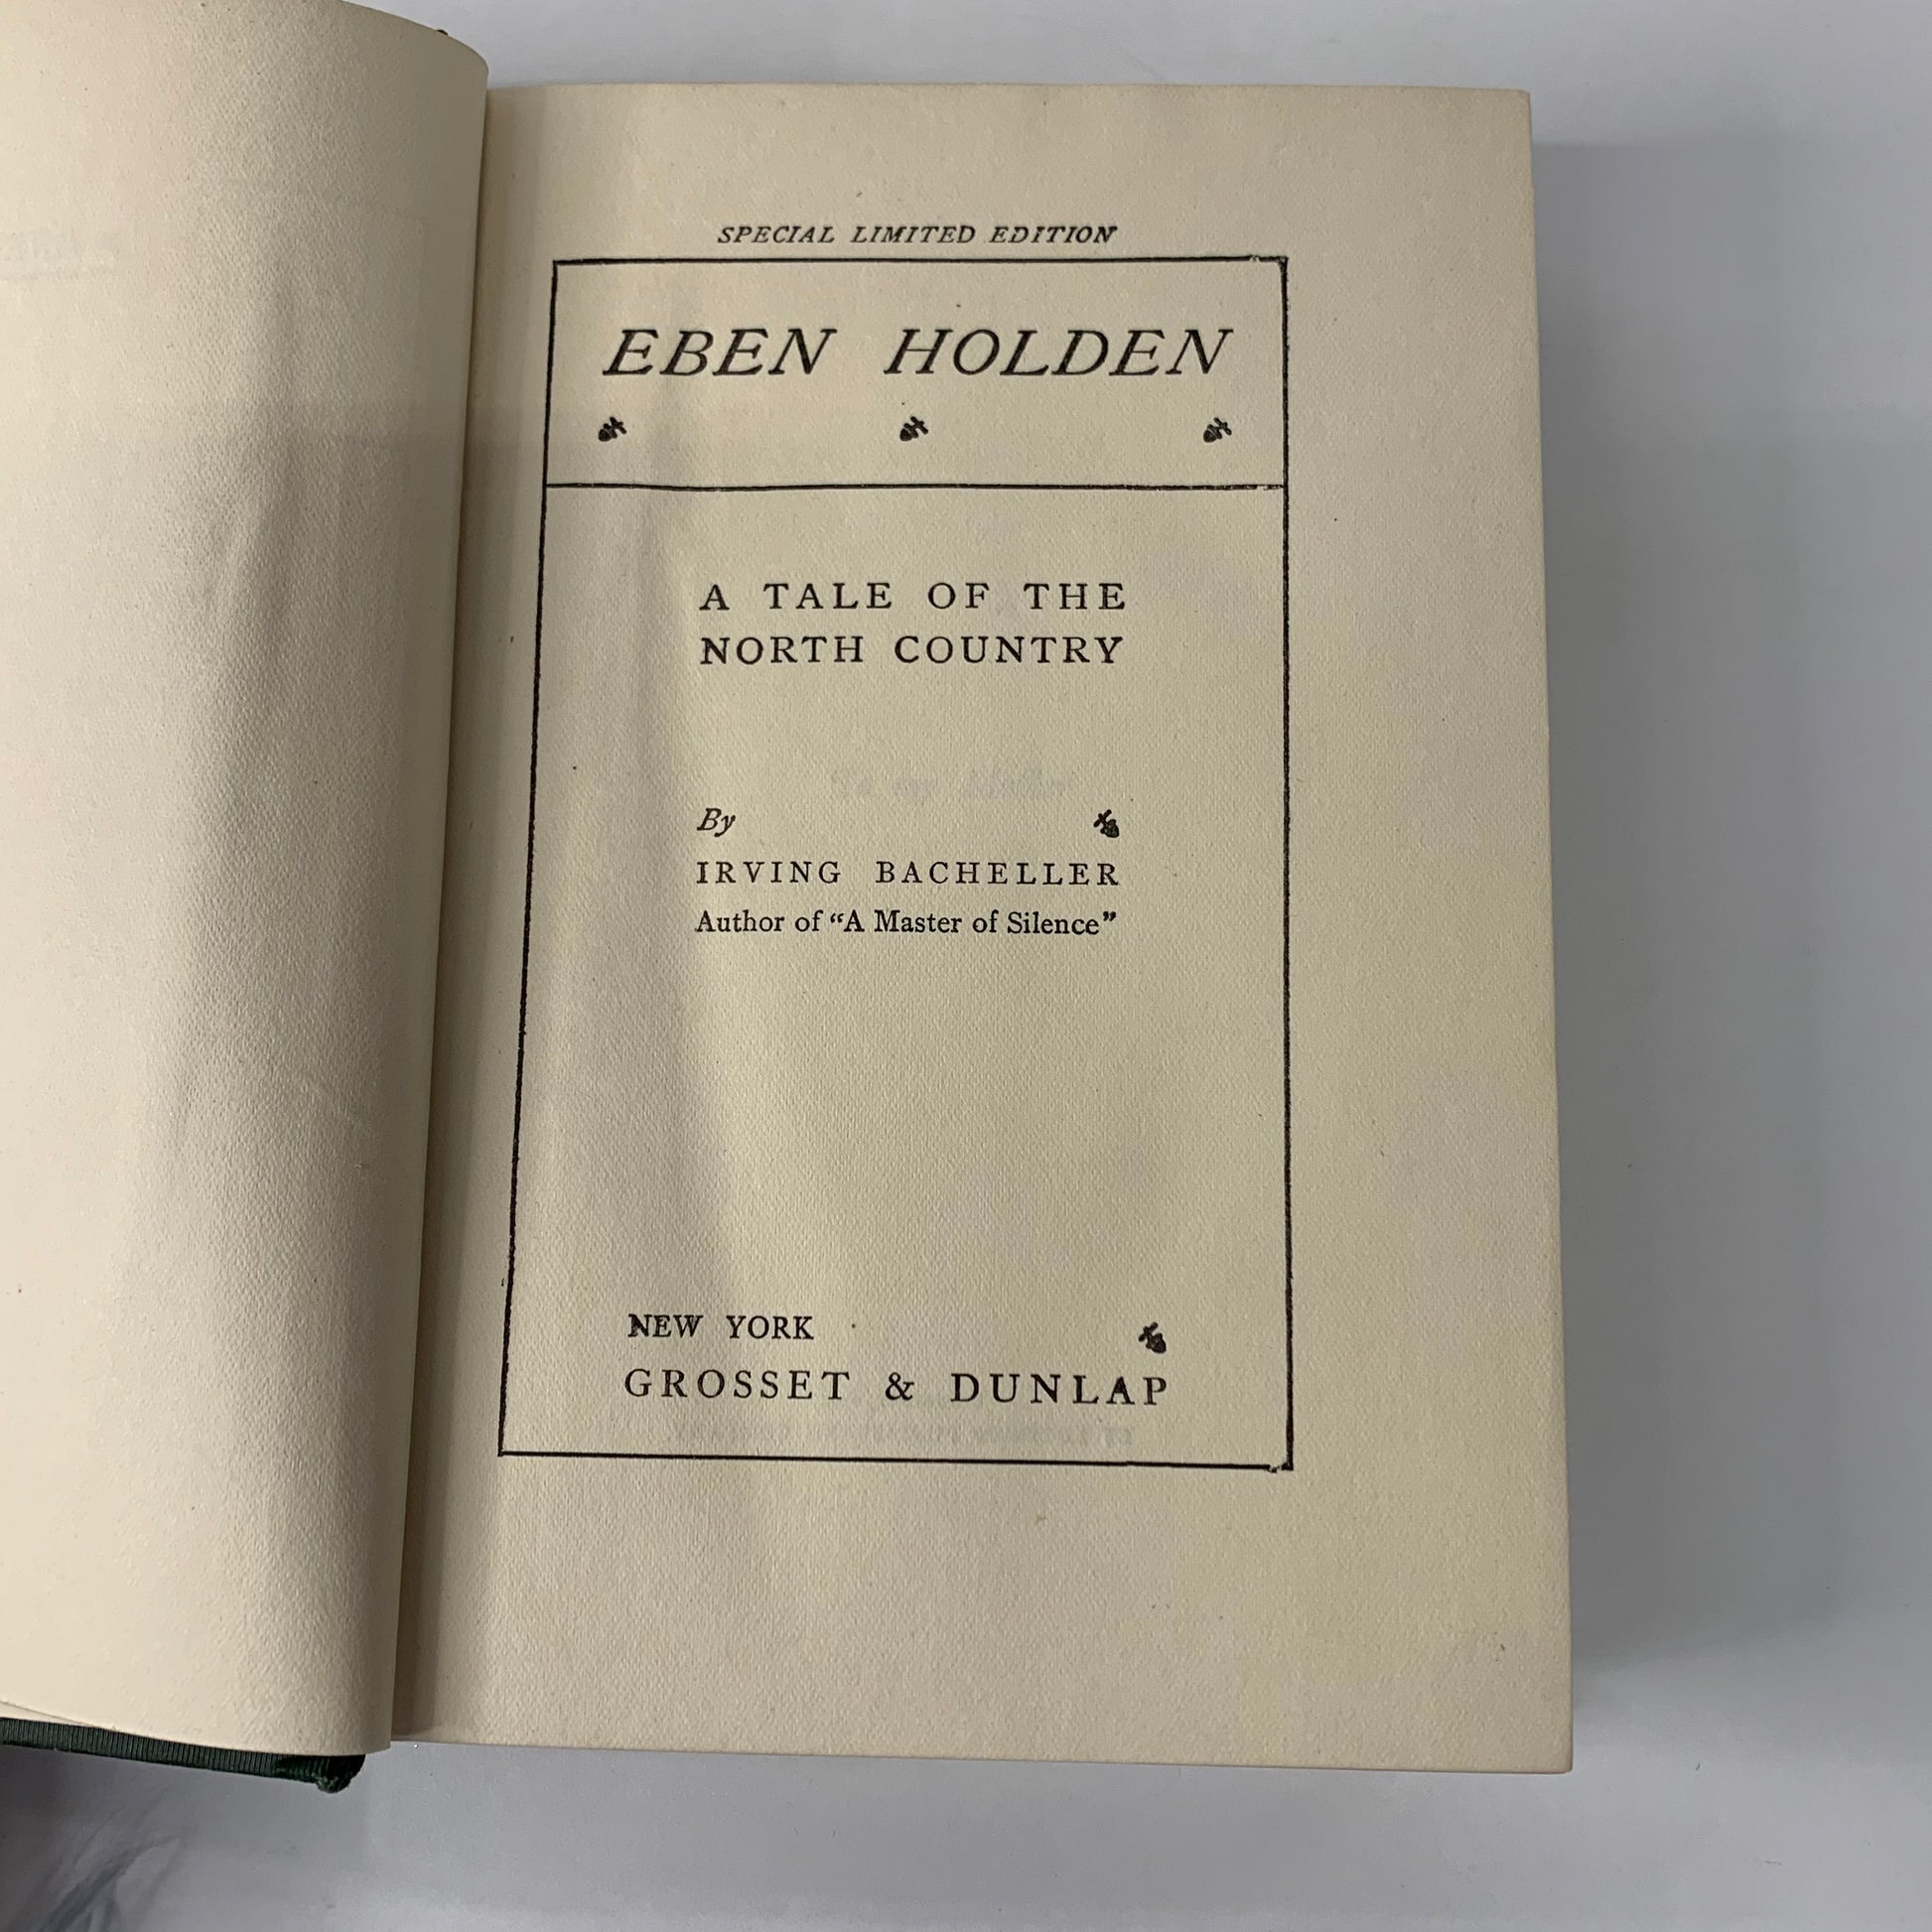 SPECIAL LIMITED EDITION
EBEN HOLDEN
A TALE OF THE
NORTH COUNTRY
By
IRVING BACHELLER
Author of “A Master of Silence”
NEW YORK
GROSSET & DUNLAP